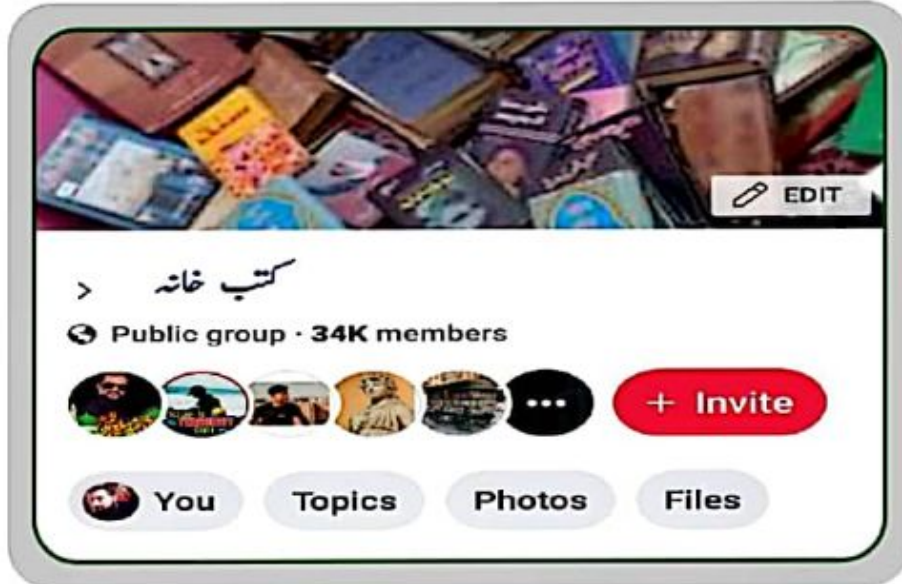 EDIT
کتب خانہ >
Public group · 34K members
+ Invite
You Topics Photos Files